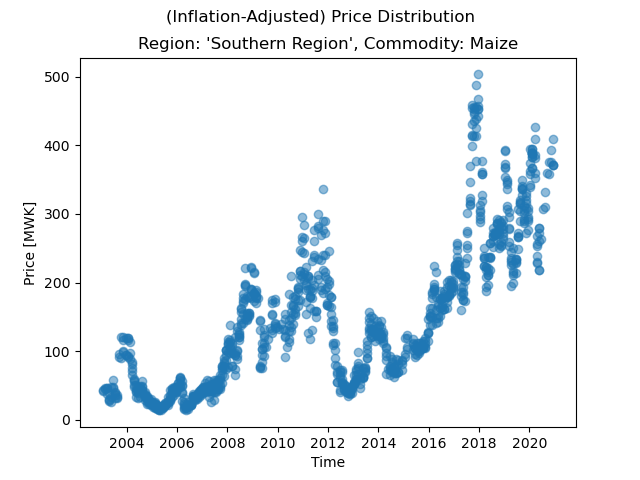 (Inflation-Adjusted) Price Distribution
Region: 'Southern Region', Commodity: Maize
500
400
300
200
100
0
Price [MWK]
2004 2006 2008 2010 2012 2014 2016 2018 2020
Time